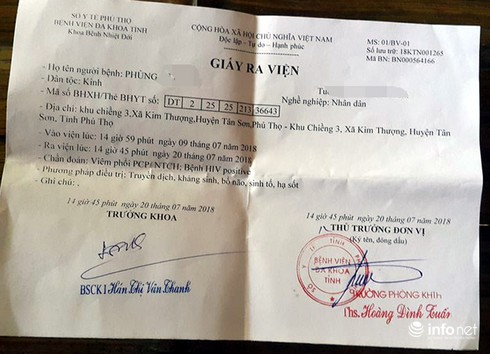 SỞ Y TẾ PHÚ THỌ
BỆNH VIỆN ĐA KHOA TỈNH
Khoa Bệnh Nhiệt Đới
CỘNG HÒA XÃ HỘI CHỦ NGHĨA VIỆT NAM
Độc lập - Tự do - Hạnh phúc
MS: 01/BV-01
Số lưu trữ: 18KTN001265
Mã BN: BN000564166
GIẤY RA VIỆN
- Họ tên người bệnh: PHÙNG
- Dân tộc: Kinh
Nghề nghiệp: Nhân dân
- Mã số BHXH/Thẻ BHYT số: DT 2 25 25 213 36643
- Địa chỉ: khu chiềng 3,Xã Kim Thượng,Huyện Tân Sơn,Phú Thọ - Khu Chiềng 3, Xã Kim Thượng, Huyện Tân
Sơn, Tỉnh Phú Thọ
- Vào viện lúc: 14 giờ 59 phút ngày 09 tháng 07 năm 2018
- Ra viện lúc: 14 giờ 45 phút ngày 20 tháng 07 năm 2018
- Chẩn đoán: Viêm phổi PCP/NTCH; Bệnh HIV positive
- Phương pháp điều trị: Truyền dịch, kháng sinh, bổ não, sinh tố, hạ sốt
- Ghi chú: .
14 giờ 45 phút ngày 20 tháng 07 năm 2018
TRƯỞNG KHOA
BSCKI Hán Thị Vân Thanh
14 giờ 45 phút ngày 20 tháng 07 năm 2018
THỦ TRƯỞNG ĐƠN VỊ
(Ký tên, đóng dấu)
BỆNH VIỆN
ĐA KHOA
TỈNH
TRƯỞNG PHÒNG KHTH
Ths. Hoàng Đình Tuấn
infonet